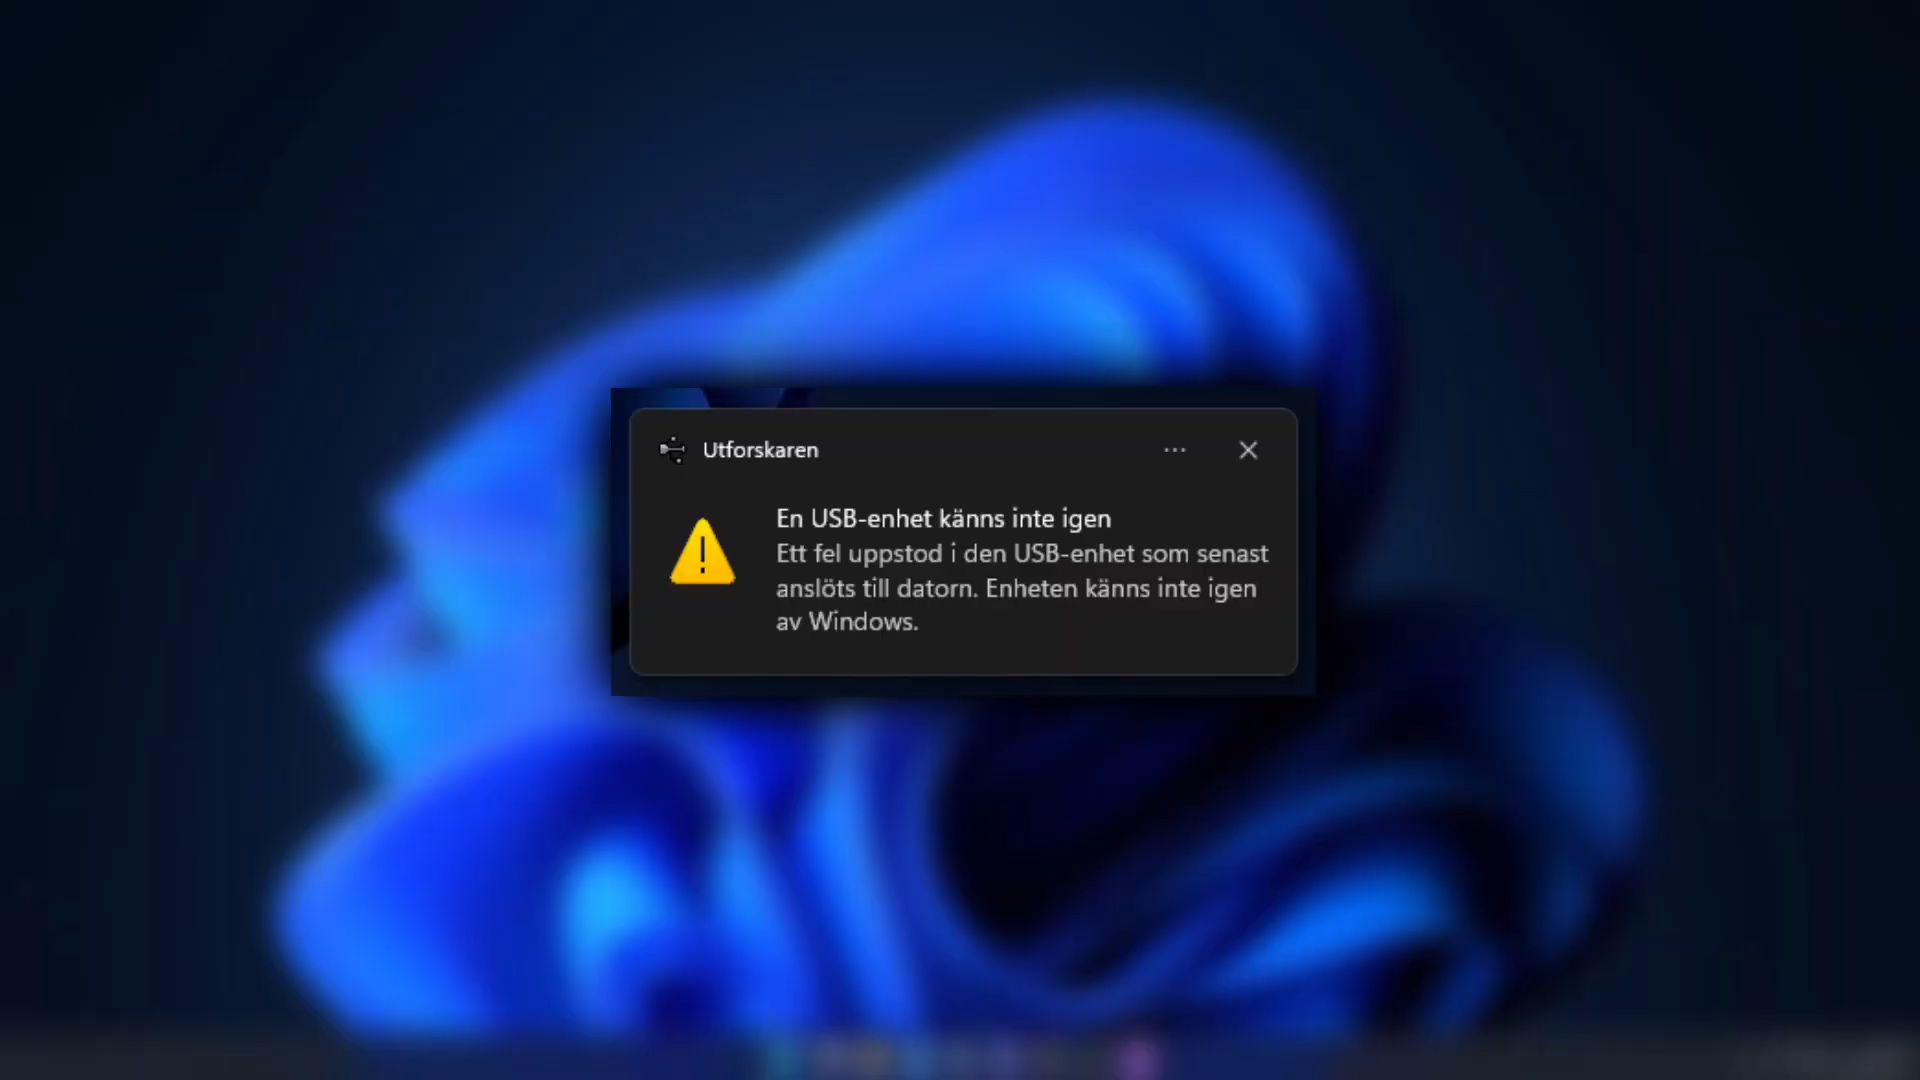 Utforskaren
En USB-enhet känns inte igen
Ett fel uppstod i den USB-enhet som senast
anslöts till datorn. Enheten känns inte igen
av Windows.